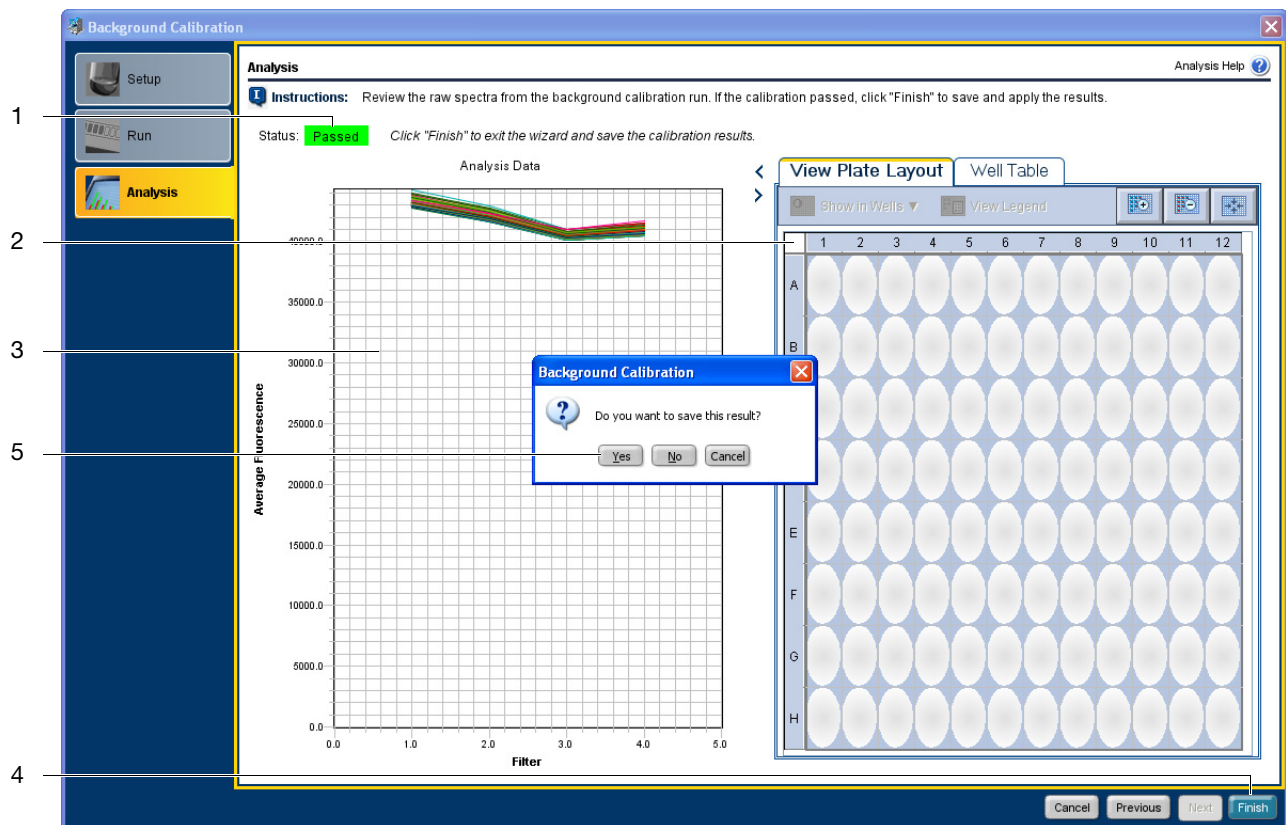 Background Calibration
Setup
Run
Analysis
Analysis
Analysis Help
Instructions: Review the raw spectra from the background calibration run. If the calibration passed, click "Finish" to save and apply the results.
Status: Passed Click "Finish" to exit the wizard and save the calibration results.
Analysis Data
40000.0
35000.0
30000.0
25000.0
20000.0
15000.0
10000.0
5000.0
0.0
0.0 1.0 2.0 3.0 4.0 5.0
Average Fluorescence
Filter
View Plate Layout Well Table
Show in Wells ▼ View Legend
1 2 3 4 5 6 7 8 9 10 11 12
A
B
E
F
G
H
Background Calibration
Do you want to save this result?
Yes No Cancel
Cancel Previous Next Finish
1
2
3
5
4